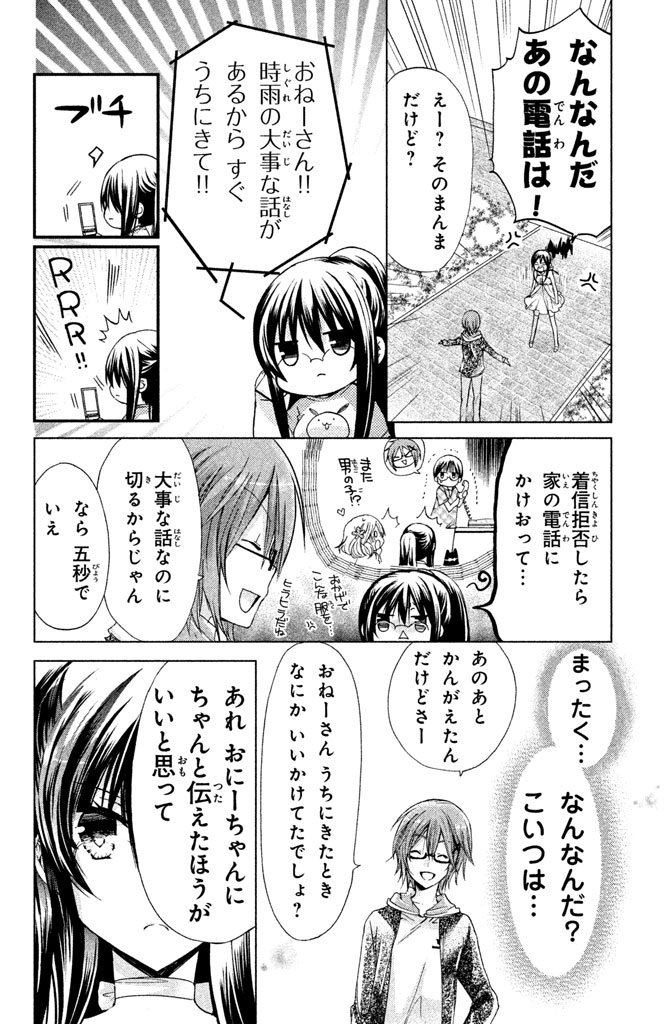 なんなんだ
あの電話は！
えー？そのまんま
だけど？
おねーさん!!
時雨の大事な話が
あるから すぐ
うちにきて!!
ブチ
RRR!!
着信拒否したら
家の電話に
かけおって…
また
男の子!?
おかげで
こんな服を…
ヒラヒラだね
大事な話なのに
切るからじゃん
なら 五秒で
いえ
まったく…
なんなんだ？
こいつは…
あのあと
かんがえたん
だけどさー
おねーさん うちにきたとき
なにか いいかけてたでしょ？
あれ おにーちゃんに
ちゃんと伝えたほうが
いいと思って